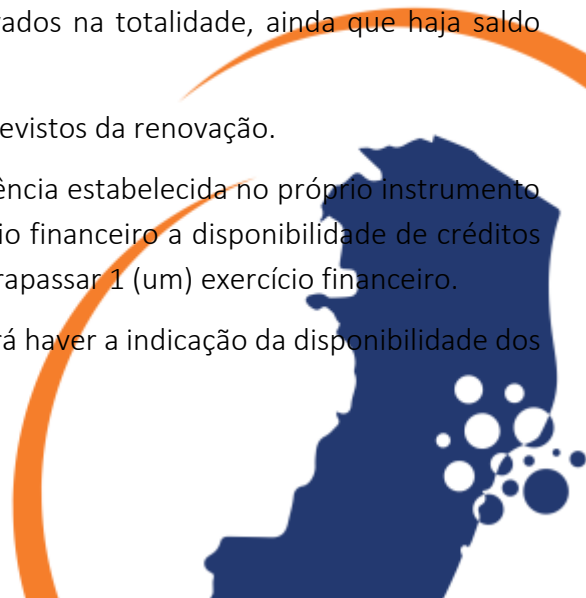 ados na totalidade, ainda que haja saldo
evistos da renovação.
ência estabelecida no próprio instrumento
io financeiro a disponibilidade de créditos
rapassar 1 (um) exercício financeiro.
rá haver a indicação da disponibilidade dos